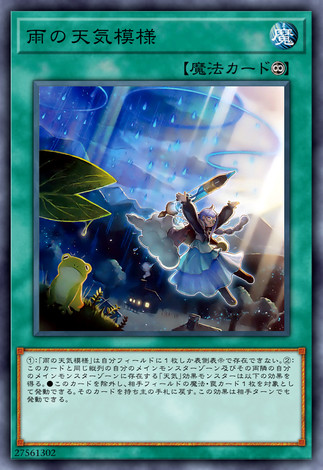 雨の天気模様
魔
【魔法カード♾】
①:「雨の天気模様」は自分フィールドに1枚しか表側表示で存在できない。②:
このカードと同じ縦列の自分のメインモンスターゾーン及びその両隣の自分
のメインモンスターゾーンに存在する「天気」効果モンスターは以下の効果を
得る。●このカードを除外し、相手フィールドの魔法・罠カード1枚を対象とし
て発動できる。そのカードを持ち主の手札に戻す。この効果は相手ターンでも
発動できる。
27561302